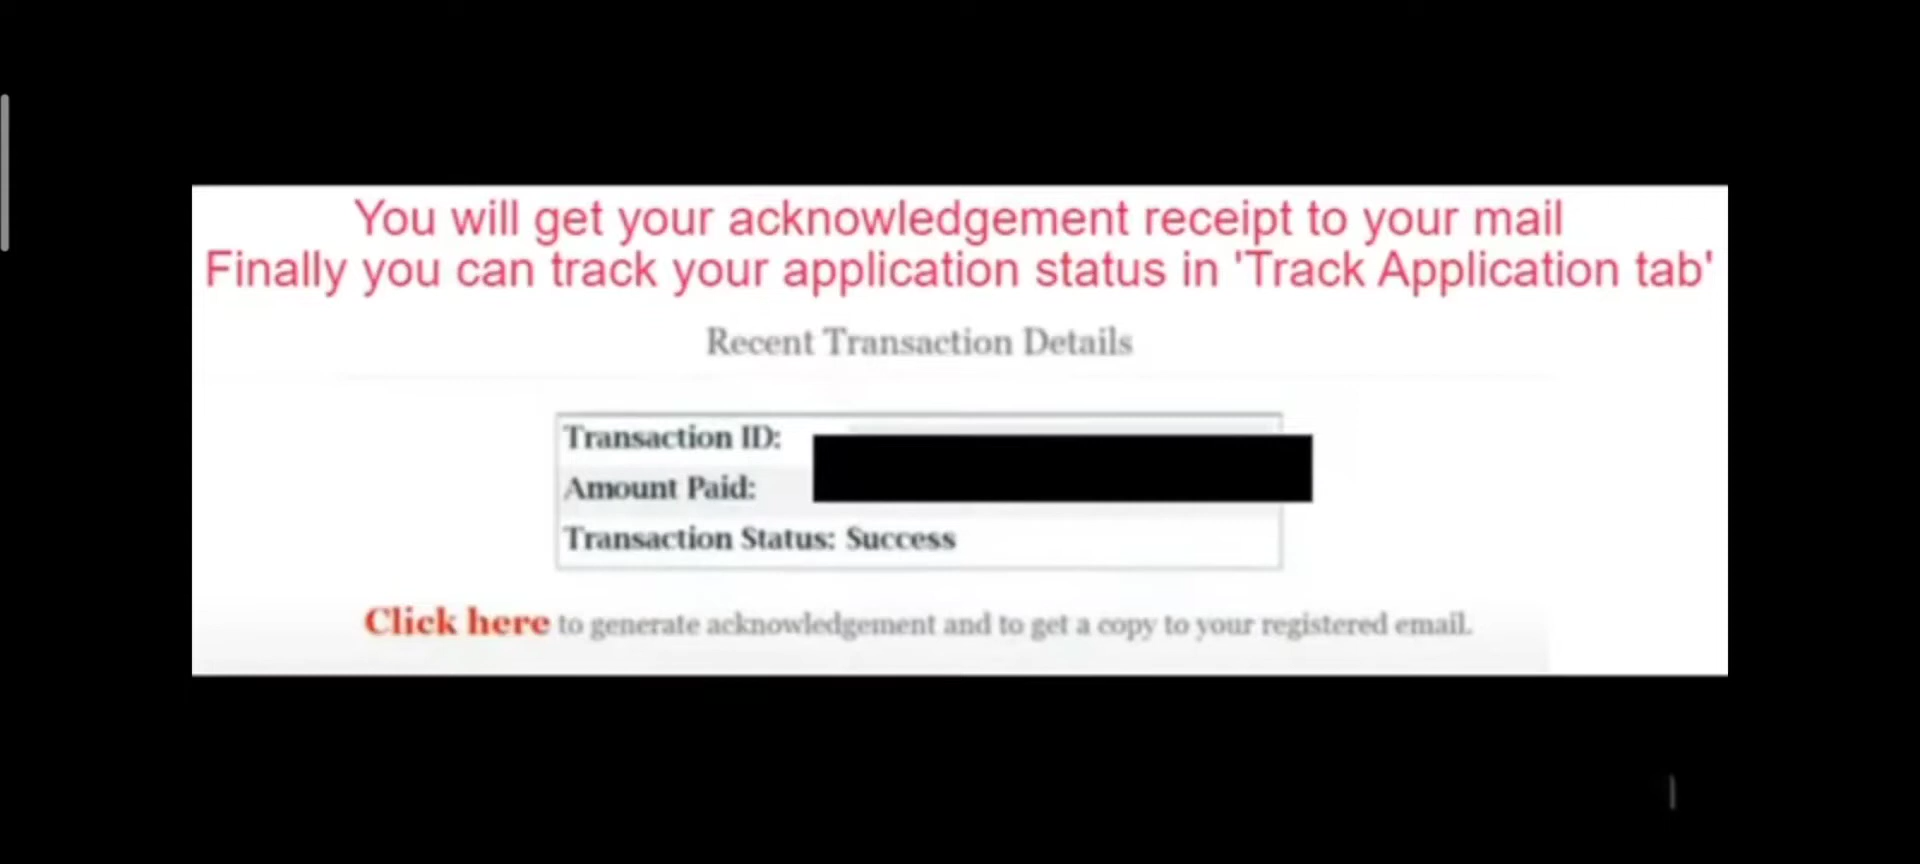 You will get your acknowledgement receipt to your mail
Finally you can track your application status in 'Track Application tab'
Recent Transaction Details
Transaction ID:
Amount Paid:
Transaction Status: Success
Click here to generate acknowledgement and to get a copy to your registered email.